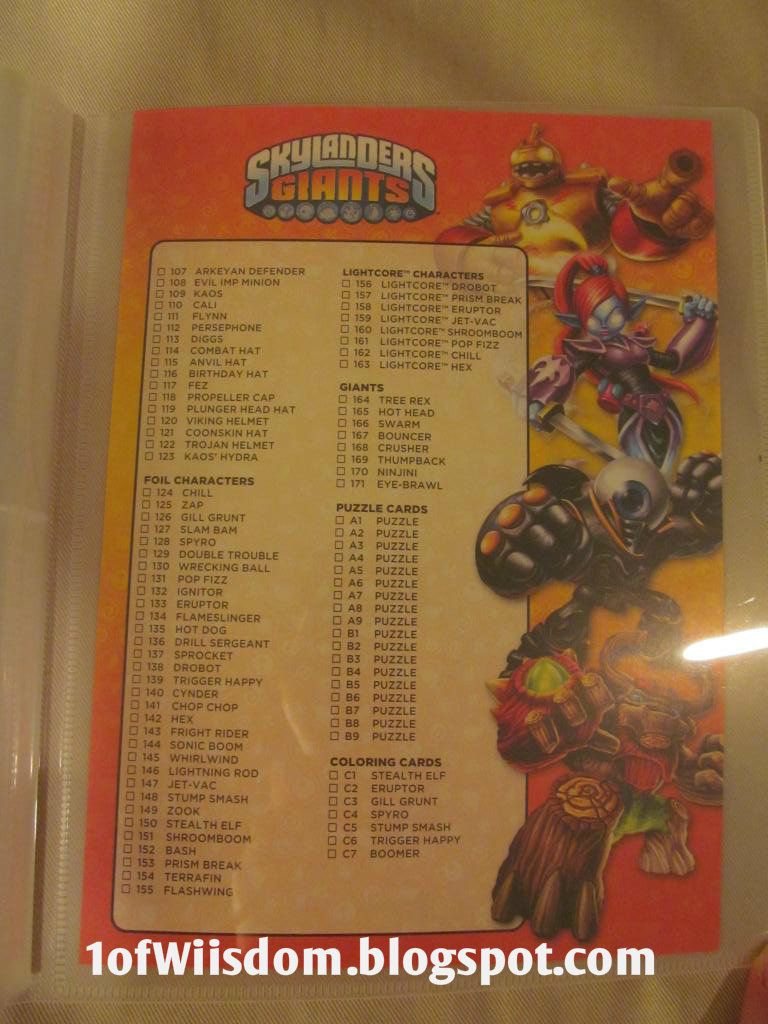 SKYLANDERS
GIANTS
107 ARKEYAN DEFENDER
108 EVIL IMP MINION
109 KAOS
110 CALI
111 FLYNN
112 PERSEPHONE
113 DIGGS
114 COMBAT HAT
115 ANVIL HAT
116 BIRTHDAY HAT
117 FEZ
118 PROPELLER CAP
119 PLUNGER HEAD HAT
120 VIKING HELMET
121 COONSKIN HAT
122 TROJAN HELMET
123 KAOS' HYDRA
FOIL CHARACTERS
124 CHILL
125 ZAP
126 GILL GRUNT
127 SLAM BAM
128 SPYRO
129 DOUBLE TROUBLE
130 WRECKING BALL
131 POP FIZZ
132 IGNITOR
133 ERUPTOR
134 FLAMESLINGER
135 HOT DOG
136 DRILL SERGEANT
137 SPROCKET
138 DROBOT
139 TRIGGER HAPPY
140 CYNDER
141 CHOP CHOP
142 HEX
143 FRIGHT RIDER
144 SONIC BOOM
145 WHIRLWIND
146 LIGHTNING ROD
147 JET-VAC
148 STUMP SMASH
149 ZOOK
150 STEALTH ELF
151 SHROOMBOOM
152 BASH
153 PRISM BREAK
154 TERRAFIN
155 FLASHWING
LIGHTCORE™ CHARACTERS
156 LIGHTCORE™ DROBOT
157 LIGHTCORE™ PRISM BREAK
158 LIGHTCORE™ ERUPTOR
159 LIGHTCORE™ JET-VAC
160 LIGHTCORE™ SHROOMBOOM
161 LIGHTCORE™ POP FIZZ
162 LIGHTCORE™ CHILL
163 LIGHTCORE™ HEX
GIANTS
164 TREE REX
165 HOT HEAD
166 SWARM
167 BOUNCER
168 CRUSHER
169 THUMPBACK
170 NINJINI
171 EYE-BRAWL
PUZZLE CARDS
A1 PUZZLE
A2 PUZZLE
A3 PUZZLE
A4 PUZZLE
A5 PUZZLE
A6 PUZZLE
A7 PUZZLE
A8 PUZZLE
A9 PUZZLE
B1 PUZZLE
B2 PUZZLE
B3 PUZZLE
B4 PUZZLE
B5 PUZZLE
B6 PUZZLE
B7 PUZZLE
B8 PUZZLE
B9 PUZZLE
COLORING CARDS
C1 STEALTH ELF
C2 ERUPTOR
C3 GILL GRUNT
C4 SPYRO
C5 STUMP SMASH
C6 TRIGGER HAPPY
C7 BOOMER
1ofWiisdom.blogspot.com